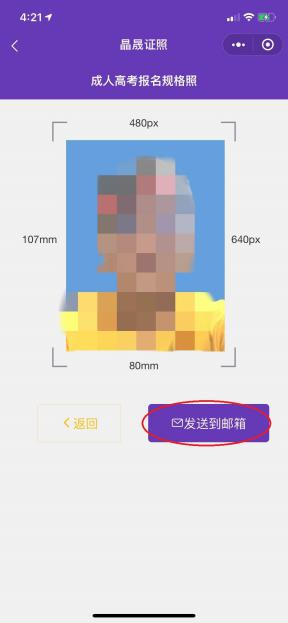 4:21
晶晟证照
成人高考报名规格照
480px
107mm
640px
80mm
返回
发送到邮箱